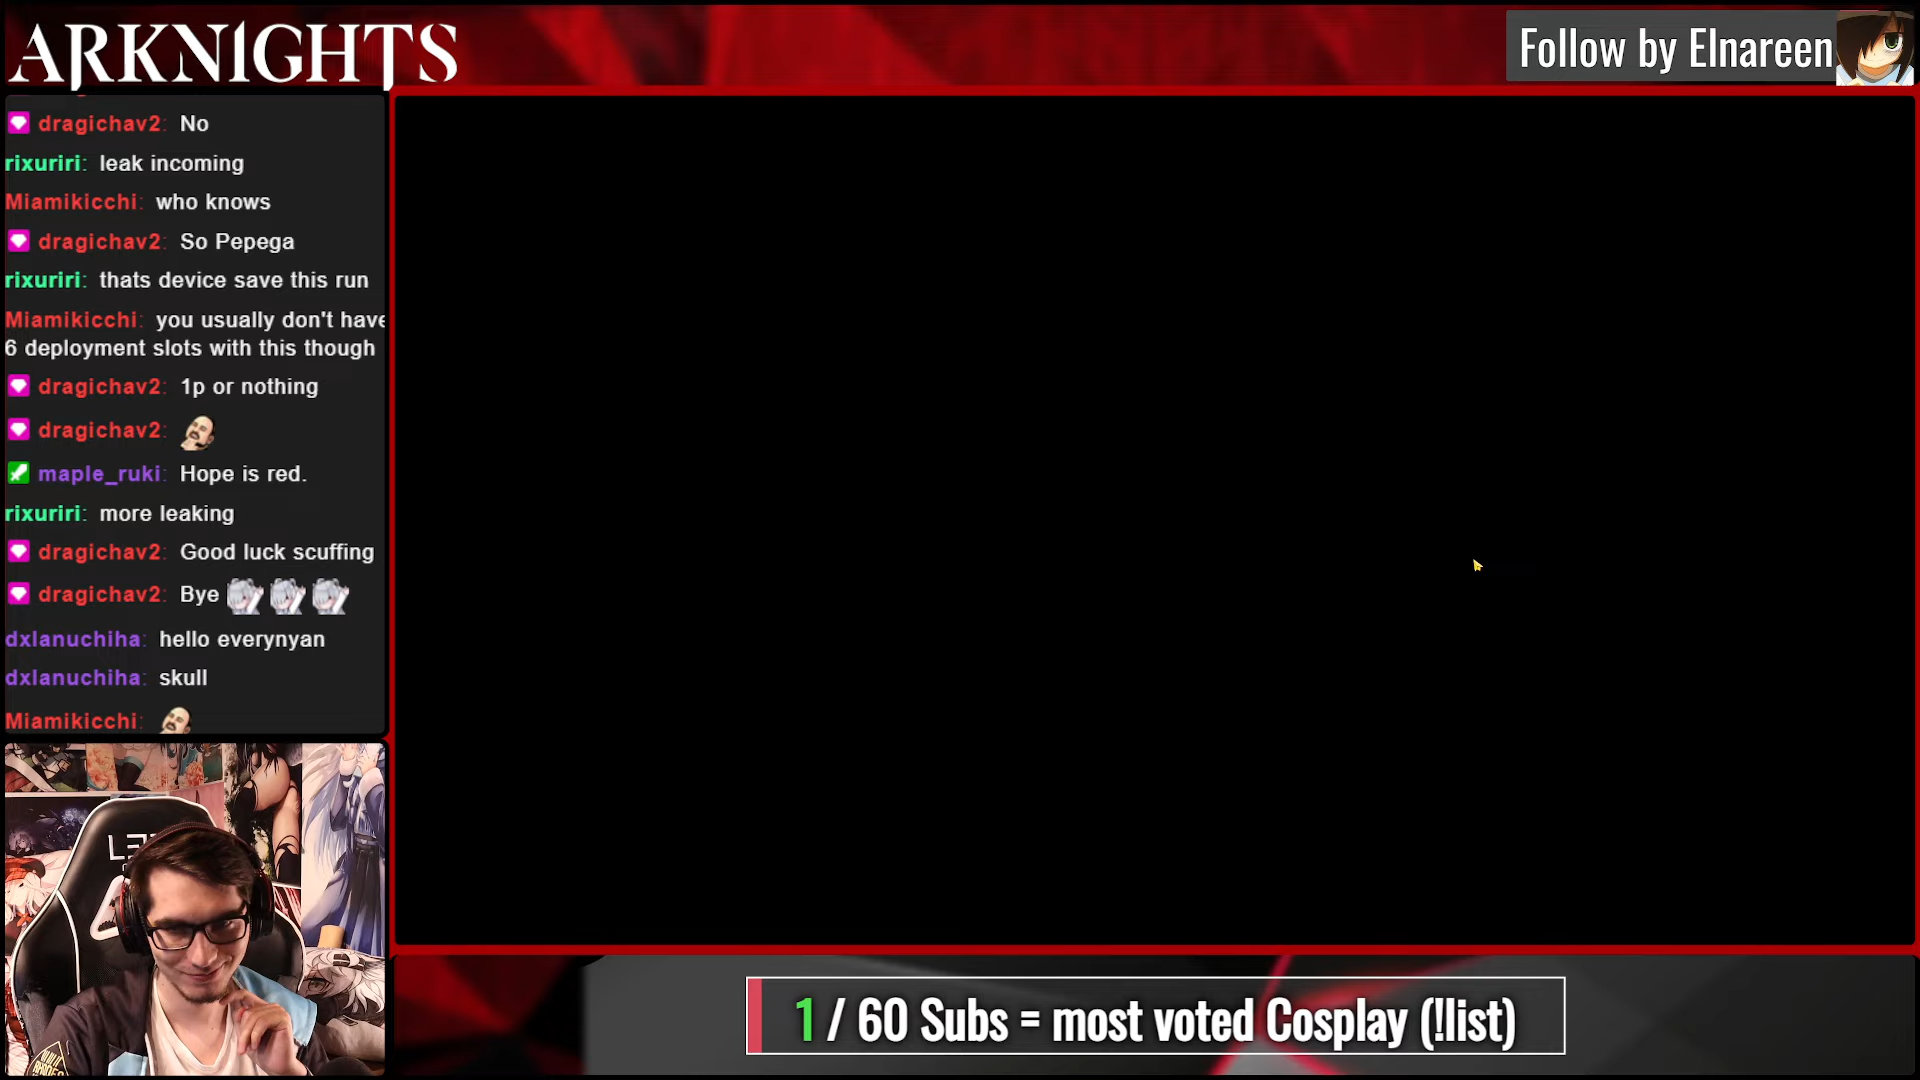 ARKNIGHTS
Follow by Elnareen
dragichav2: No
rixuriri: leak incoming
Miamikicchi: who knows
dragichav2: So Pepega
rixuriri: thats device save this run
Miamikicchi: you usually don't have
6 deployment slots with this though
dragichav2: 1p or nothing
dragichav2:
maple_ruki: Hope is red.
rixuriri: more leaking
dragichav2: Good luck scuffing
dragichav2: Bye
dxlanuchiha: hello everynyan
dxlanuchiha: skull
Miamikicchi:
1 / 60 Subs = most voted Cosplay (!list)